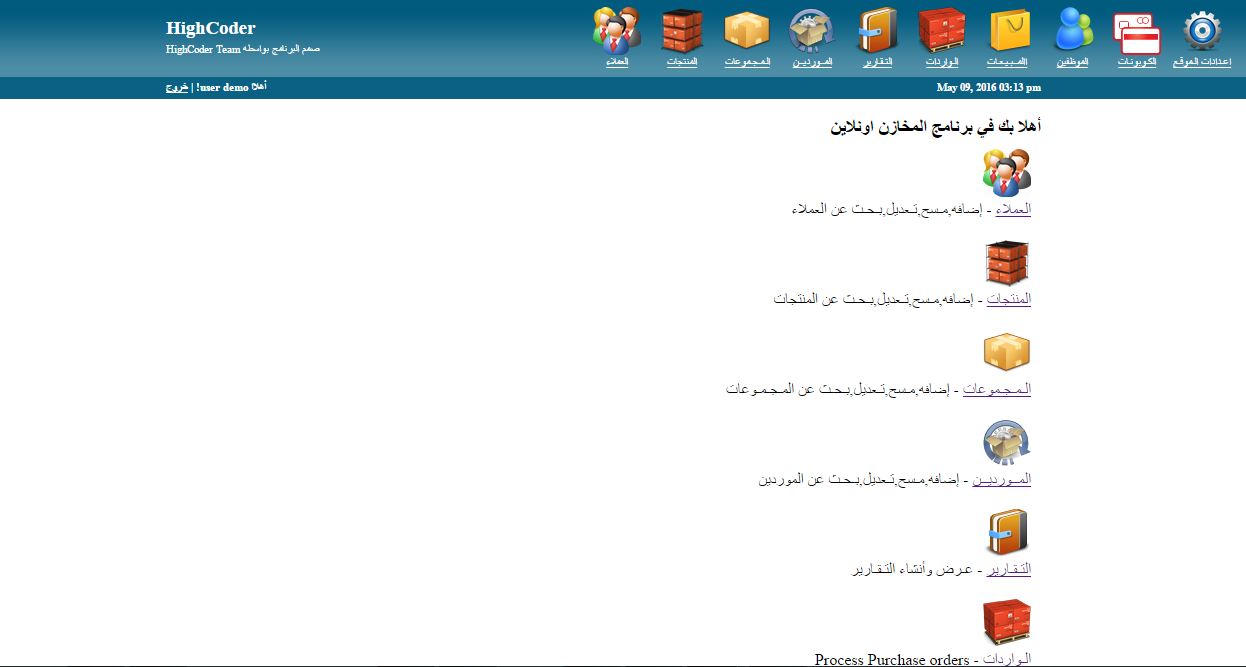 HighCoder
صمم البرنامج بواسطه HighCoder Team
إعدادات الموقع
الكوبونات
الموظفين
المبيعات
الواردات
التقارير
الموردين
المجموعات
المنتجات
العملاء
May 09, 2016 03:13 pm
أهلا user demo! | خروج
أهلا بك في برنامج المخازن اونلاين
العملاء - إضافه,مسح,تعديل,بحث عن العملاء
المنتجات - إضافه,مسح,تعديل,بحث عن المنتجات
المجموعات - إضافه,مسح,تعديل,بحث عن المجموعات
الموردين - إضافه,مسح,تعديل,بحث عن الموردين
التقارير - عرض وأنشاء التقارير
الواردات - Process Purchase orders